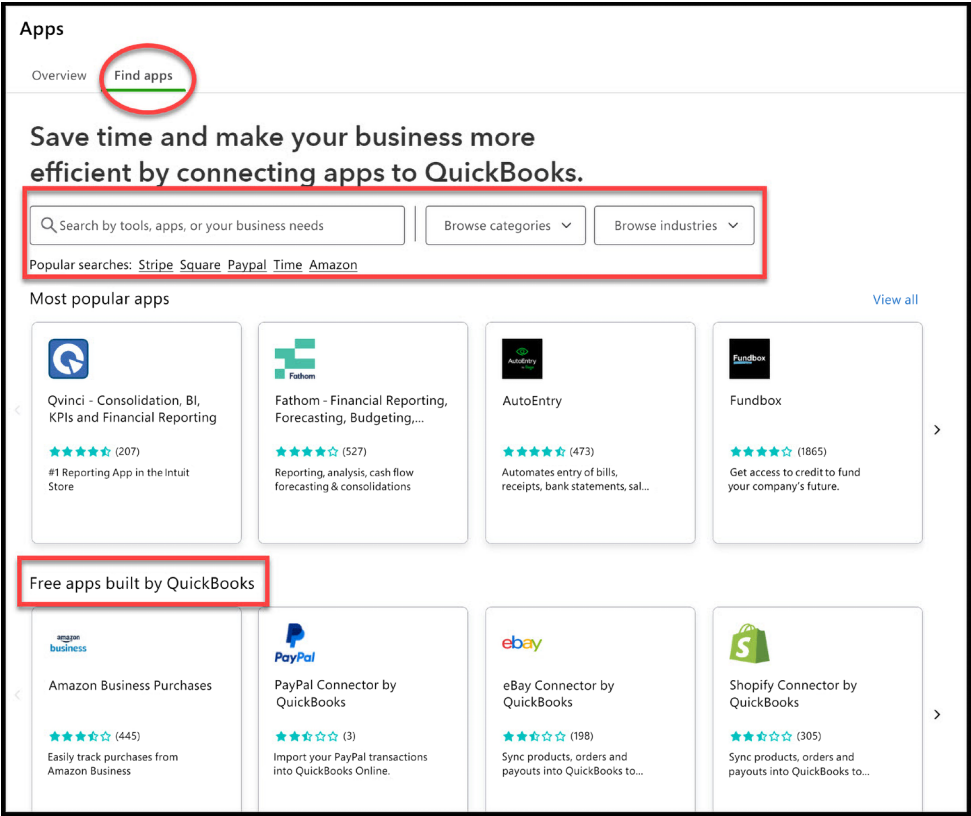 Apps
Overview
Find apps
Save time and make your business more
efficient by connecting apps to QuickBooks.
Search by tools, apps, or your business needs
Browse categories
Browse industries
Popular searches: Stripe Square Paypal Time Amazon
Most popular apps
View all
Fathom
AutoEntry
by Sage
Fundbox
Qvinci - Consolidation, BI,
KPIs and Financial Reporting
(207)
#1 Reporting App in the Intuit
Store
Fathom - Financial Reporting,
Forecasting, Budgeting,...
(527)
Reporting, analysis, cash flow
forecasting & consolidations
AutoEntry
(473)
Automates entry of bills,
receipts, bank statements, sal...
Fundbox
(1865)
Get access to credit to fund
your company's future.
Free apps built by QuickBooks
amazon
business
Amazon Business Purchases
(445)
Easily track purchases from
Amazon Business
PayPal
PayPal Connector by
QuickBooks
(3)
Import your PayPal transactions
into QuickBooks Online.
ebay
eBay Connector by
QuickBooks
(198)
Sync products, orders and
payouts into QuickBooks to...
Shopify Connector by
QuickBooks
(305)
Sync products, orders and
payouts into QuickBooks to...